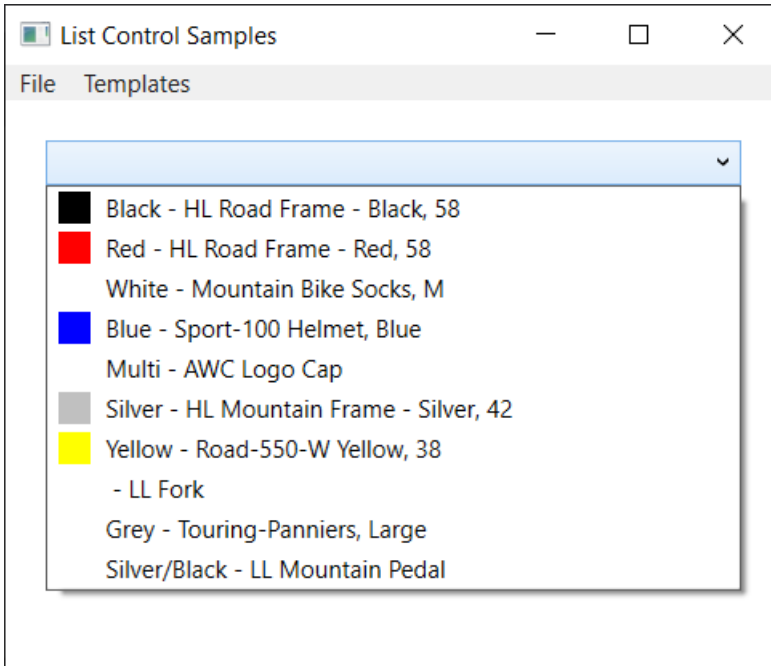 List Control Samples
File Templates
Black - HL Road Frame - Black, 58
Red - HL Road Frame - Red, 58
White - Mountain Bike Socks, M
Blue - Sport-100 Helmet, Blue
Multi - AWC Logo Cap
Silver - HL Mountain Frame - Silver, 42
Yellow - Road-550-W Yellow, 38
- LL Fork
Grey - Touring-Panniers, Large
Silver/Black - LL Mountain Pedal